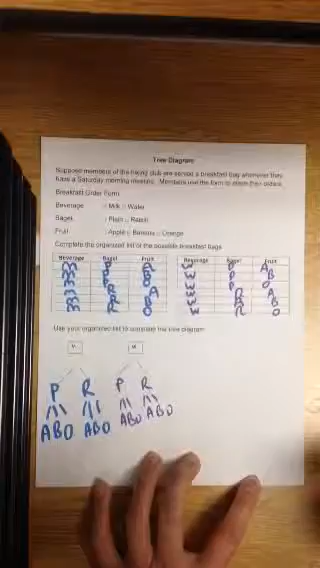 Tree Diagram
Suppose members of the hiking club are served a breakfast bag whenever they
have a Saturday morning meeting. Members use the form to place their orders.
Breakfast Order Form
Beverage: □ Milk □ Water
Bagel: □ Plain □ Raisin
Fruit: □ Apple □ Banana □ Orange
Complete the organized list of the possible breakfast bags.
Beverage Bagel Fruit Beverage Bagel Fruit
M P A W P A
M P B W P B
M P O W P O
M R A W R A
M R B W R B
M R O W R O
Use your organized list to complete the tree diagram.
P R P R
ABO ABO ABO ABO